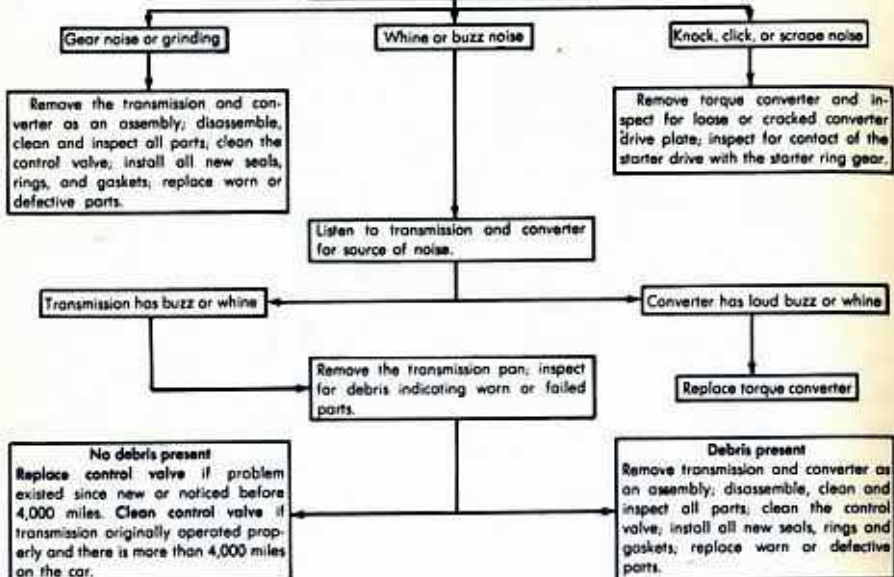 Gear noise or grinding
Whine or buzz noise
Knock, click, or scrape noise
Remove the transmission and con-
verter as an assembly; disassemble,
clean and inspect all parts, clean the
control valve; install all new seals,
rings, and gaskets; replace worn or
defective parts.
Remove torque converter and in-
spect for loose or cracked converter
drive plate; inspect for contact of the
starter drive with the starter ring gear.
Listen to transmission and converter
for source of noise.
Transmission has buzz or whine
Converter has loud buzz or whine
Remove the transmission pan; inspect
for debris indicating worn or failed
parts.
Replace torque converter
No debris present
Replace control valve if problem
existed since new or noticed before
4,000 miles. Clean control valve if
transmission originally operated prop-
erly and there is more than 4,000 miles
on the car.
Debris present
Remove transmission and converter as
an assembly; disassemble, clean and
inspect all parts; clean the control
valve; install all new seals, rings and
gaskets; replace worn or defective
parts.